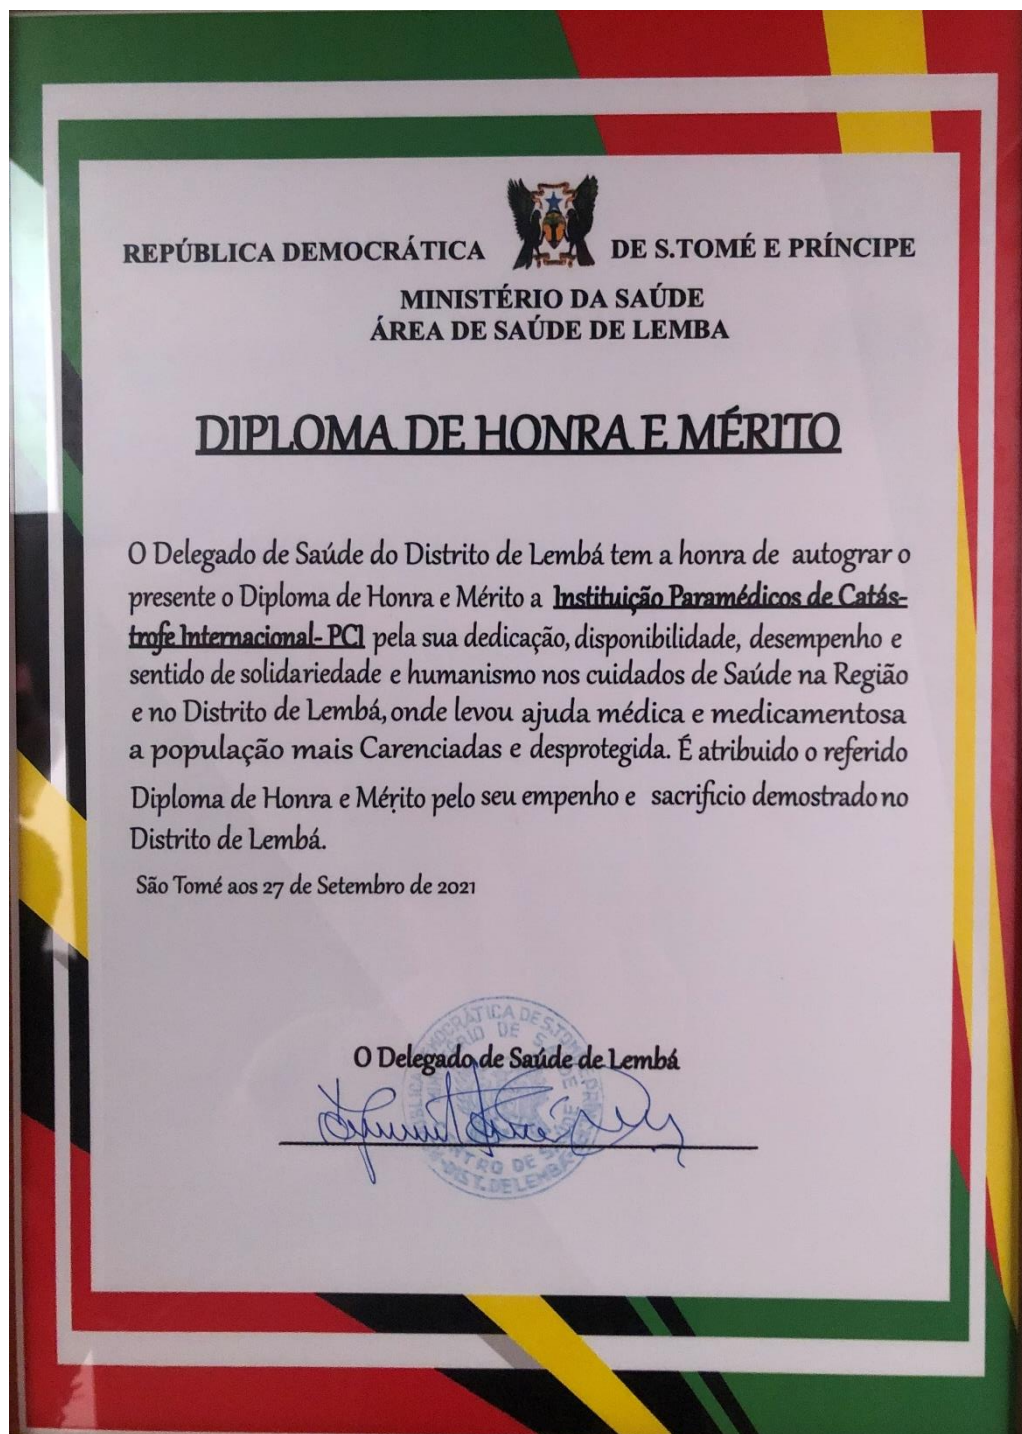 REPÚBLICA DEMOCRÁTICA DE S.TOMÉ E PRÍNCIPE
MINISTÉRIO DA SAÚDE
ÁREA DE SAÚDE DE LEMBA
DIPLOMA DE HONRA E MÉRITO
O Delegado de Saúde do Distrito de Lembá tem a honra de autograr o
presente o Diploma de Honra e Mérito a Instituição Paramédicos de Catás-
trofe Internacional- PCI pela sua dedicação, disponibilidade, desempenho e
sentido de solidariedade e humanismo nos cuidados de Saúde na Região
e no Distrito de Lembá, onde levou ajuda médica e medicamentosa
a população mais Carenciadas e desprotegida. É atribuido o referido
Diploma de Honra e Mérito pelo seu empenho e sacrificio demostrado no
Distrito de Lembá.
São Tomé aos 27 de Setembro de 2021
O Delegado de Saúde de Lembá